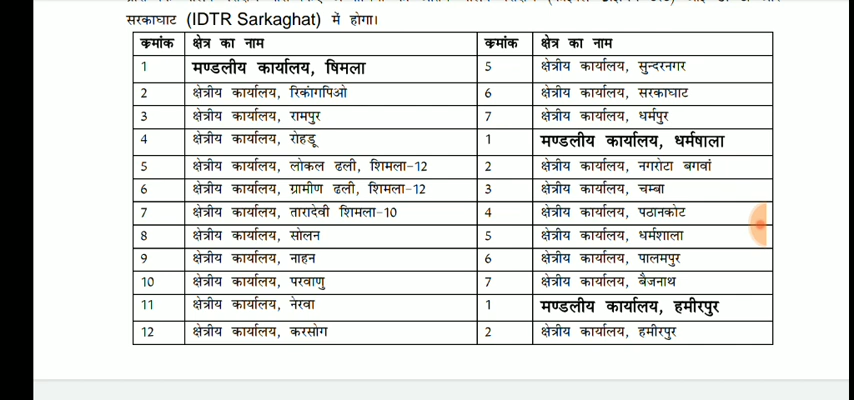 सरकाघाट (IDTR Sarkaghat) में होगा।
क्रमांक क्षेत्र का नाम क्रमांक क्षेत्र का नाम
1 मण्डलीय कार्यालय, षिमला 5 क्षेत्रीय कार्यालय, सुन्दरनगर
2 क्षेत्रीय कार्यालय, रिकांगपिओ 6 क्षेत्रीय कार्यालय, सरकाघाट
3 क्षेत्रीय कार्यालय, रामपुर 7 क्षेत्रीय कार्यालय, धर्मपुर
4 क्षेत्रीय कार्यालय, रोहडू 1 मण्डलीय कार्यालय, धर्मषाला
5 क्षेत्रीय कार्यालय, लोकल ढली, शिमला-12 2 क्षेत्रीय कार्यालय, नगरोटा बगवां
6 क्षेत्रीय कार्यालय, ग्रामीण ढली, शिमला-12 3 क्षेत्रीय कार्यालय, चम्बा
7 क्षेत्रीय कार्यालय, तारादेवी शिमला-10 4 क्षेत्रीय कार्यालय, पठानकोट
8 क्षेत्रीय कार्यालय, सोलन 5 क्षेत्रीय कार्यालय, धर्मशाला
9 क्षेत्रीय कार्यालय, नाहन 6 क्षेत्रीय कार्यालय, पालमपुर
10 क्षेत्रीय कार्यालय, परवाणु 7 क्षेत्रीय कार्यालय, बैजनाथ
11 क्षेत्रीय कार्यालय, नेरवा 1 मण्डलीय कार्यालय, हमीरपुर
12 क्षेत्रीय कार्यालय, करसोग 2 क्षेत्रीय कार्यालय, हमीरपुर